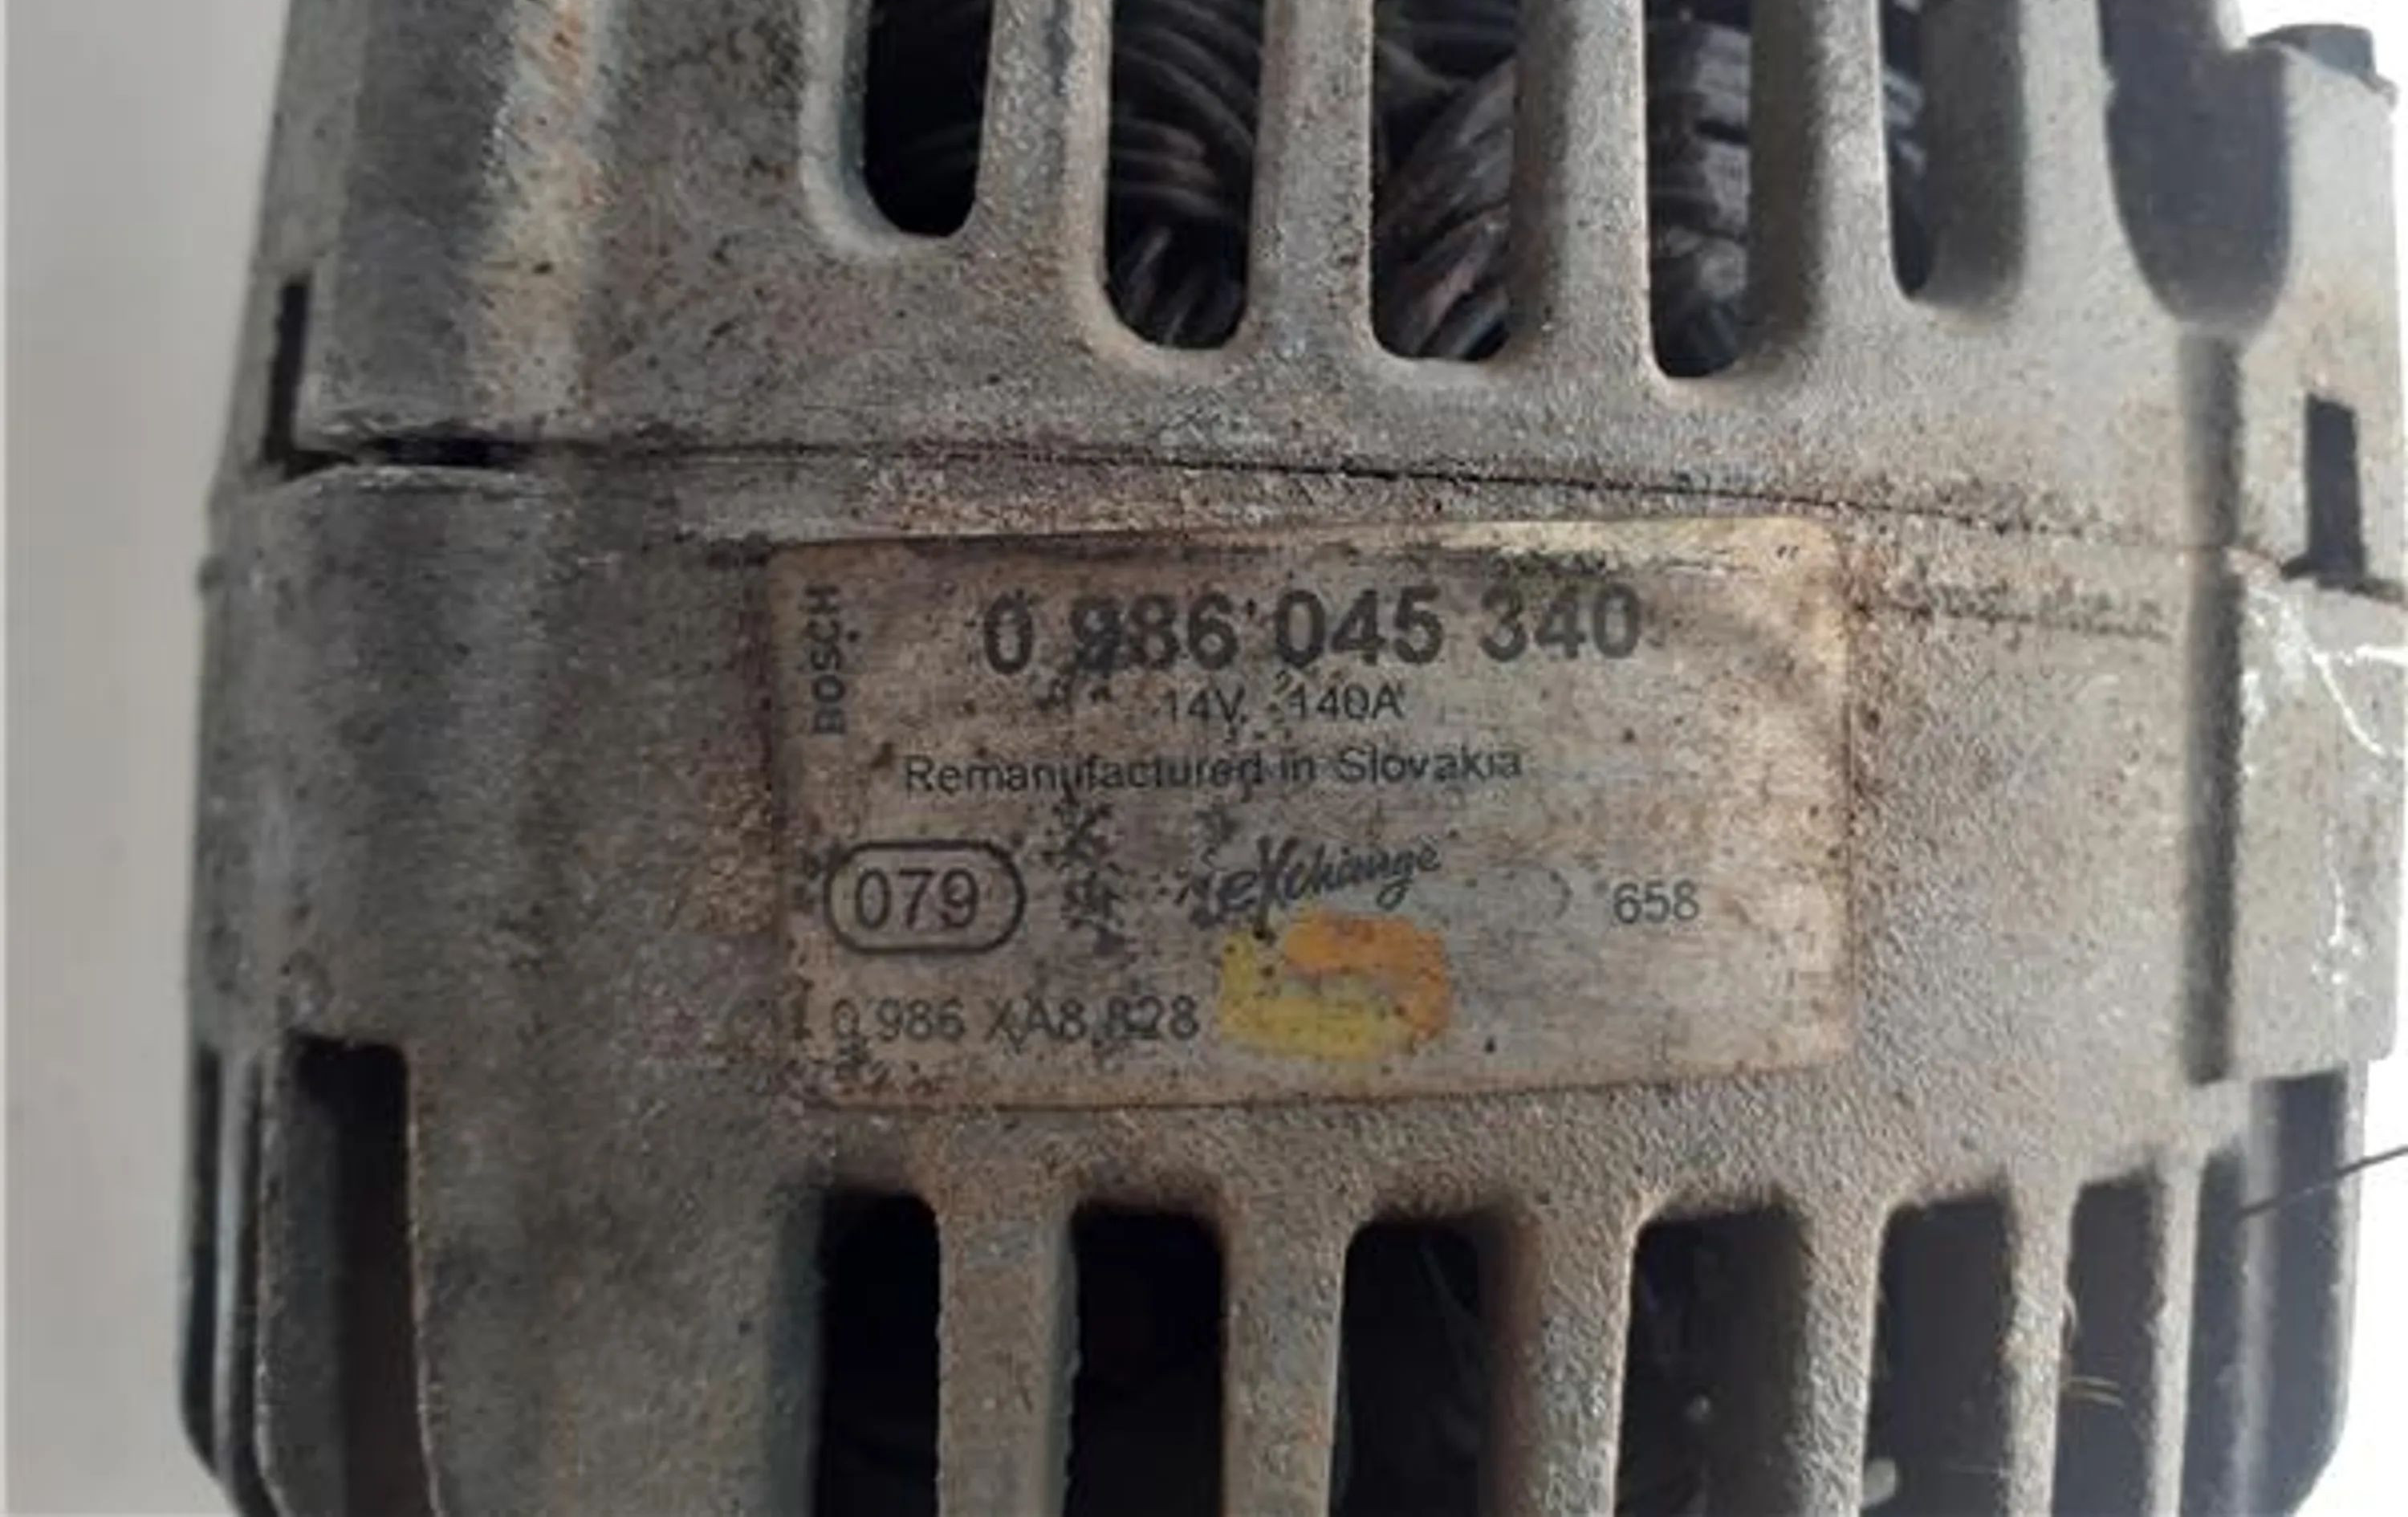 BOSCH
0 986 045 340
14V 140A
Remanufactured in Slovakia
079
eXchange
658
0 986 XA8 828